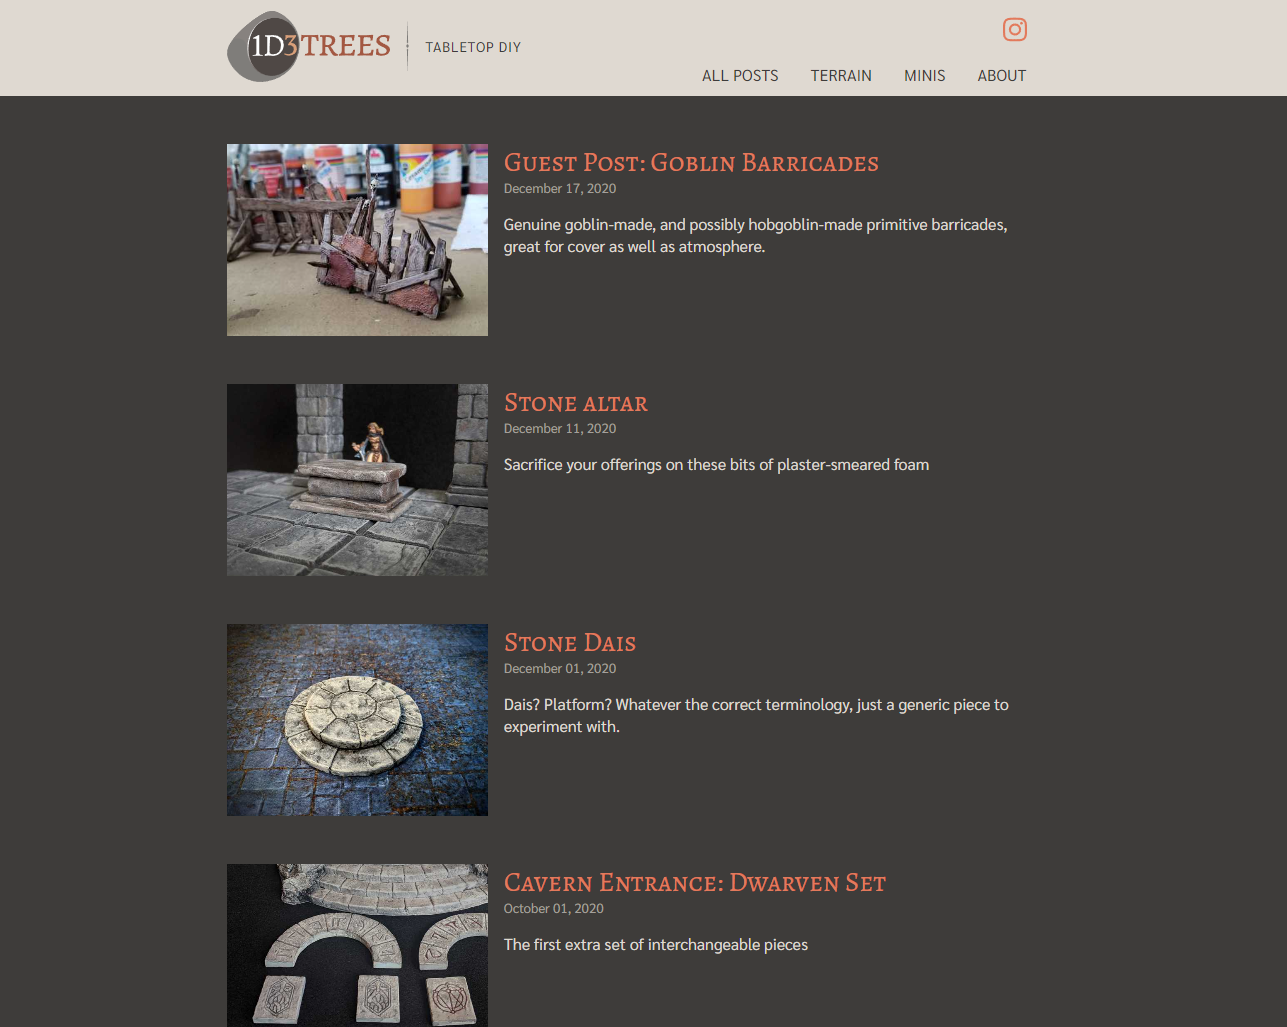 1D3TREES
TABLETOP DIY
ALL POSTS TERRAIN MINIS ABOUT
Guest Post: Goblin Barricades
December 17, 2020
Genuine goblin-made, and possibly hobgoblin-made primitive barricades,
great for cover as well as atmosphere.
Stone altar
December 11, 2020
Sacrifice your offerings on these bits of plaster-smeared foam
Stone Dais
December 01, 2020
Dais? Platform? Whatever the correct terminology, just a generic piece to
experiment with.
Cavern Entrance: Dwarven Set
October 01, 2020
The first extra set of interchangeable pieces